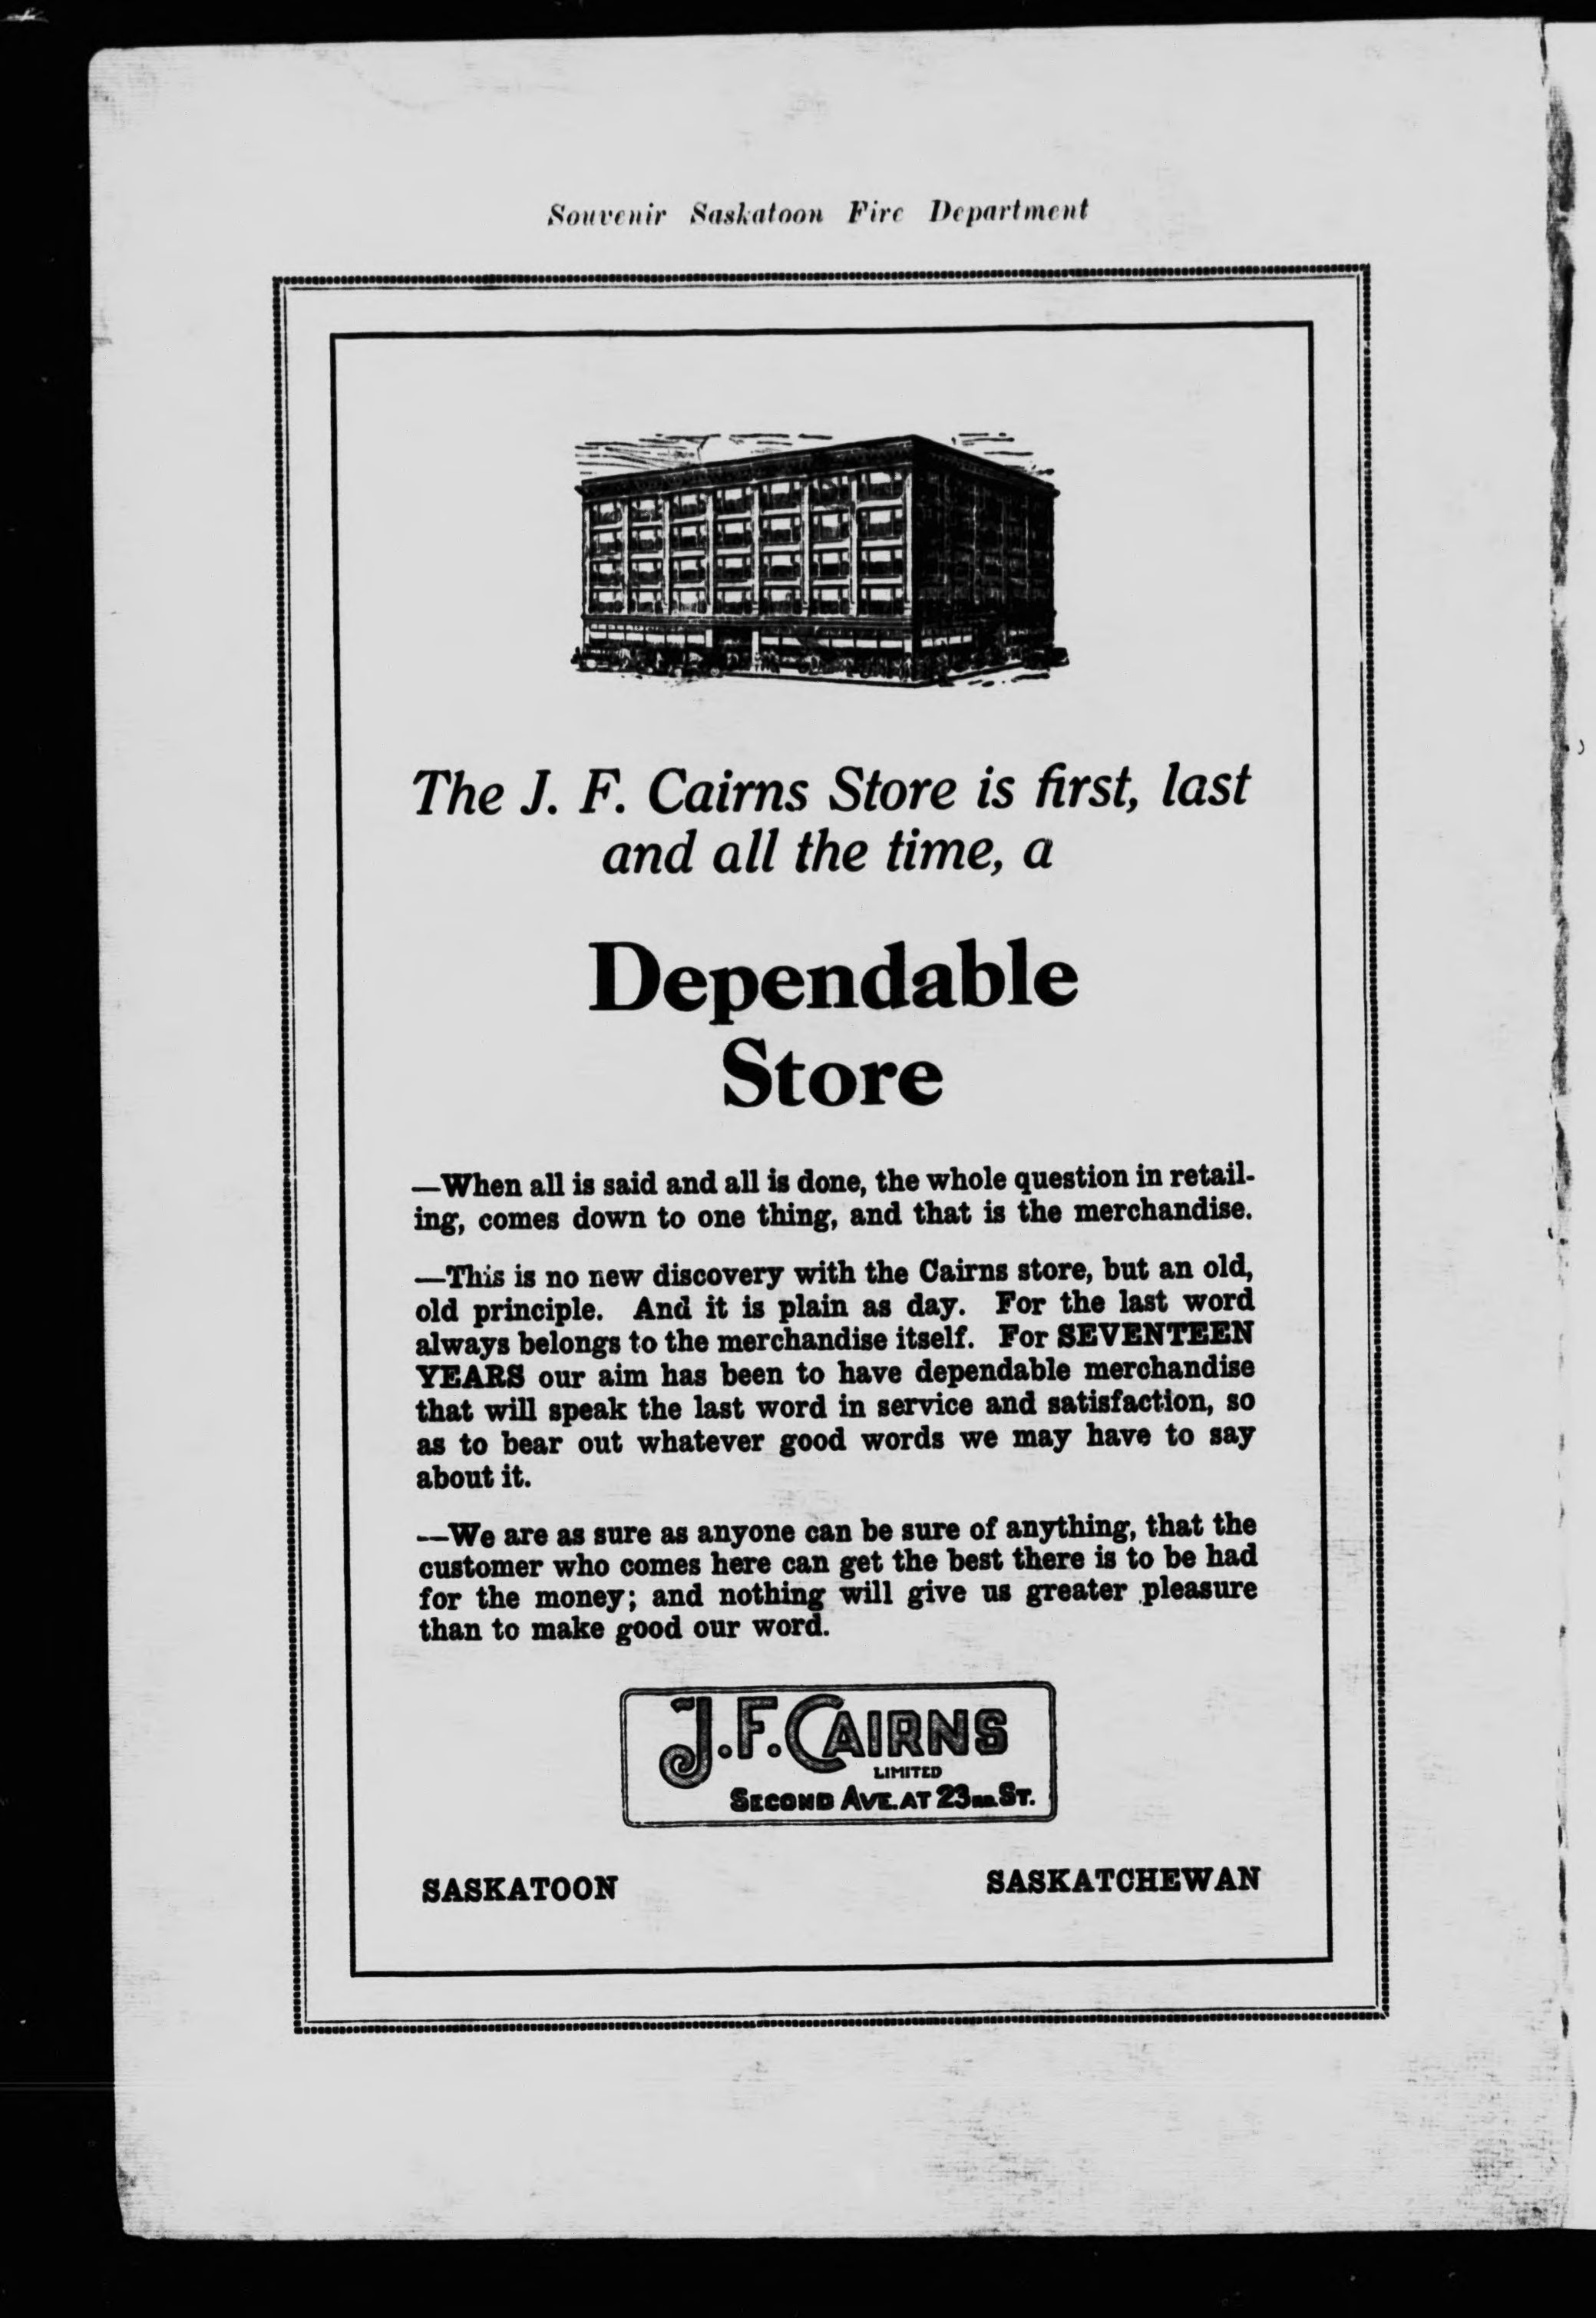 Souvenir Saskatoon Fire Department
The J. F. Cairns Store is first, last
and all the time, a
Dependable
Store
—When all is said and all is done, the whole question in retail-
ing, comes down to one thing, and that is the merchandise.
—This is no new discovery with the Cairns store, but an old,
old principle. And it is plain as day. For the last word
always belongs to the merchandise itself. For SEVENTEEN
YEARS our aim has been to have dependable merchandise
that will speak the last word in service and satisfaction, so
as to bear out whatever good words we may have to say
about it.
—We are as sure as anyone can be sure of anything, that the
customer who comes here can get the best there is to be had
for the money; and nothing will give us greater pleasure
than to make good our word.
J.F. CAIRNS
LIMITED
SECOND AVE. AT 23RD. ST.
SASKATOON SASKATCHEWAN